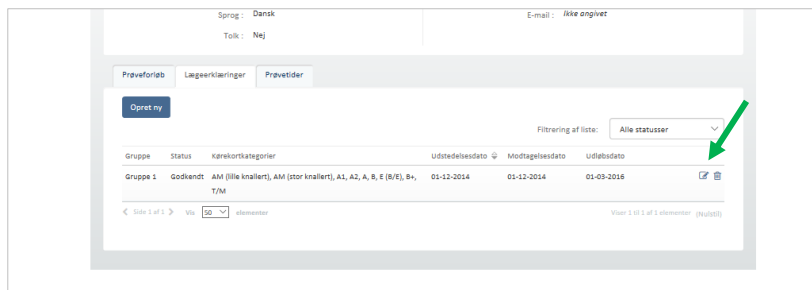 Sprog : Dansk
E-mail : Ikke angivet
Tolk : Nej
Prøveforløb Lægeerklæringer Prøvetider
Opret ny
Filtrering af liste: Alle statusser
Gruppe Status Kørekortkategorier Udstedelsesdato Modtagelsesdato Udløbsdato
Gruppe 1 Godkendt AM (lille knallert), AM (stor knallert), A1, A2, A, B, E (B/E), B+, 01-12-2014 01-12-2014 01-03-2016
T/M
Side 1 af 1 Vis 50 elementer Viser 1 til 1 af 1 elementer (Nulstil)